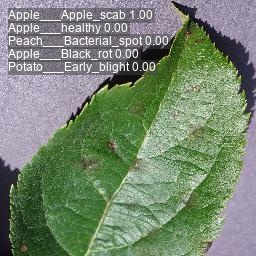 Apple___Apple_scab 1.00
Apple___healthy 0.00
Peach___Bacterial_spot 0.00
Apple___Black_rot 0.00
Potato___Early_blight 0.00